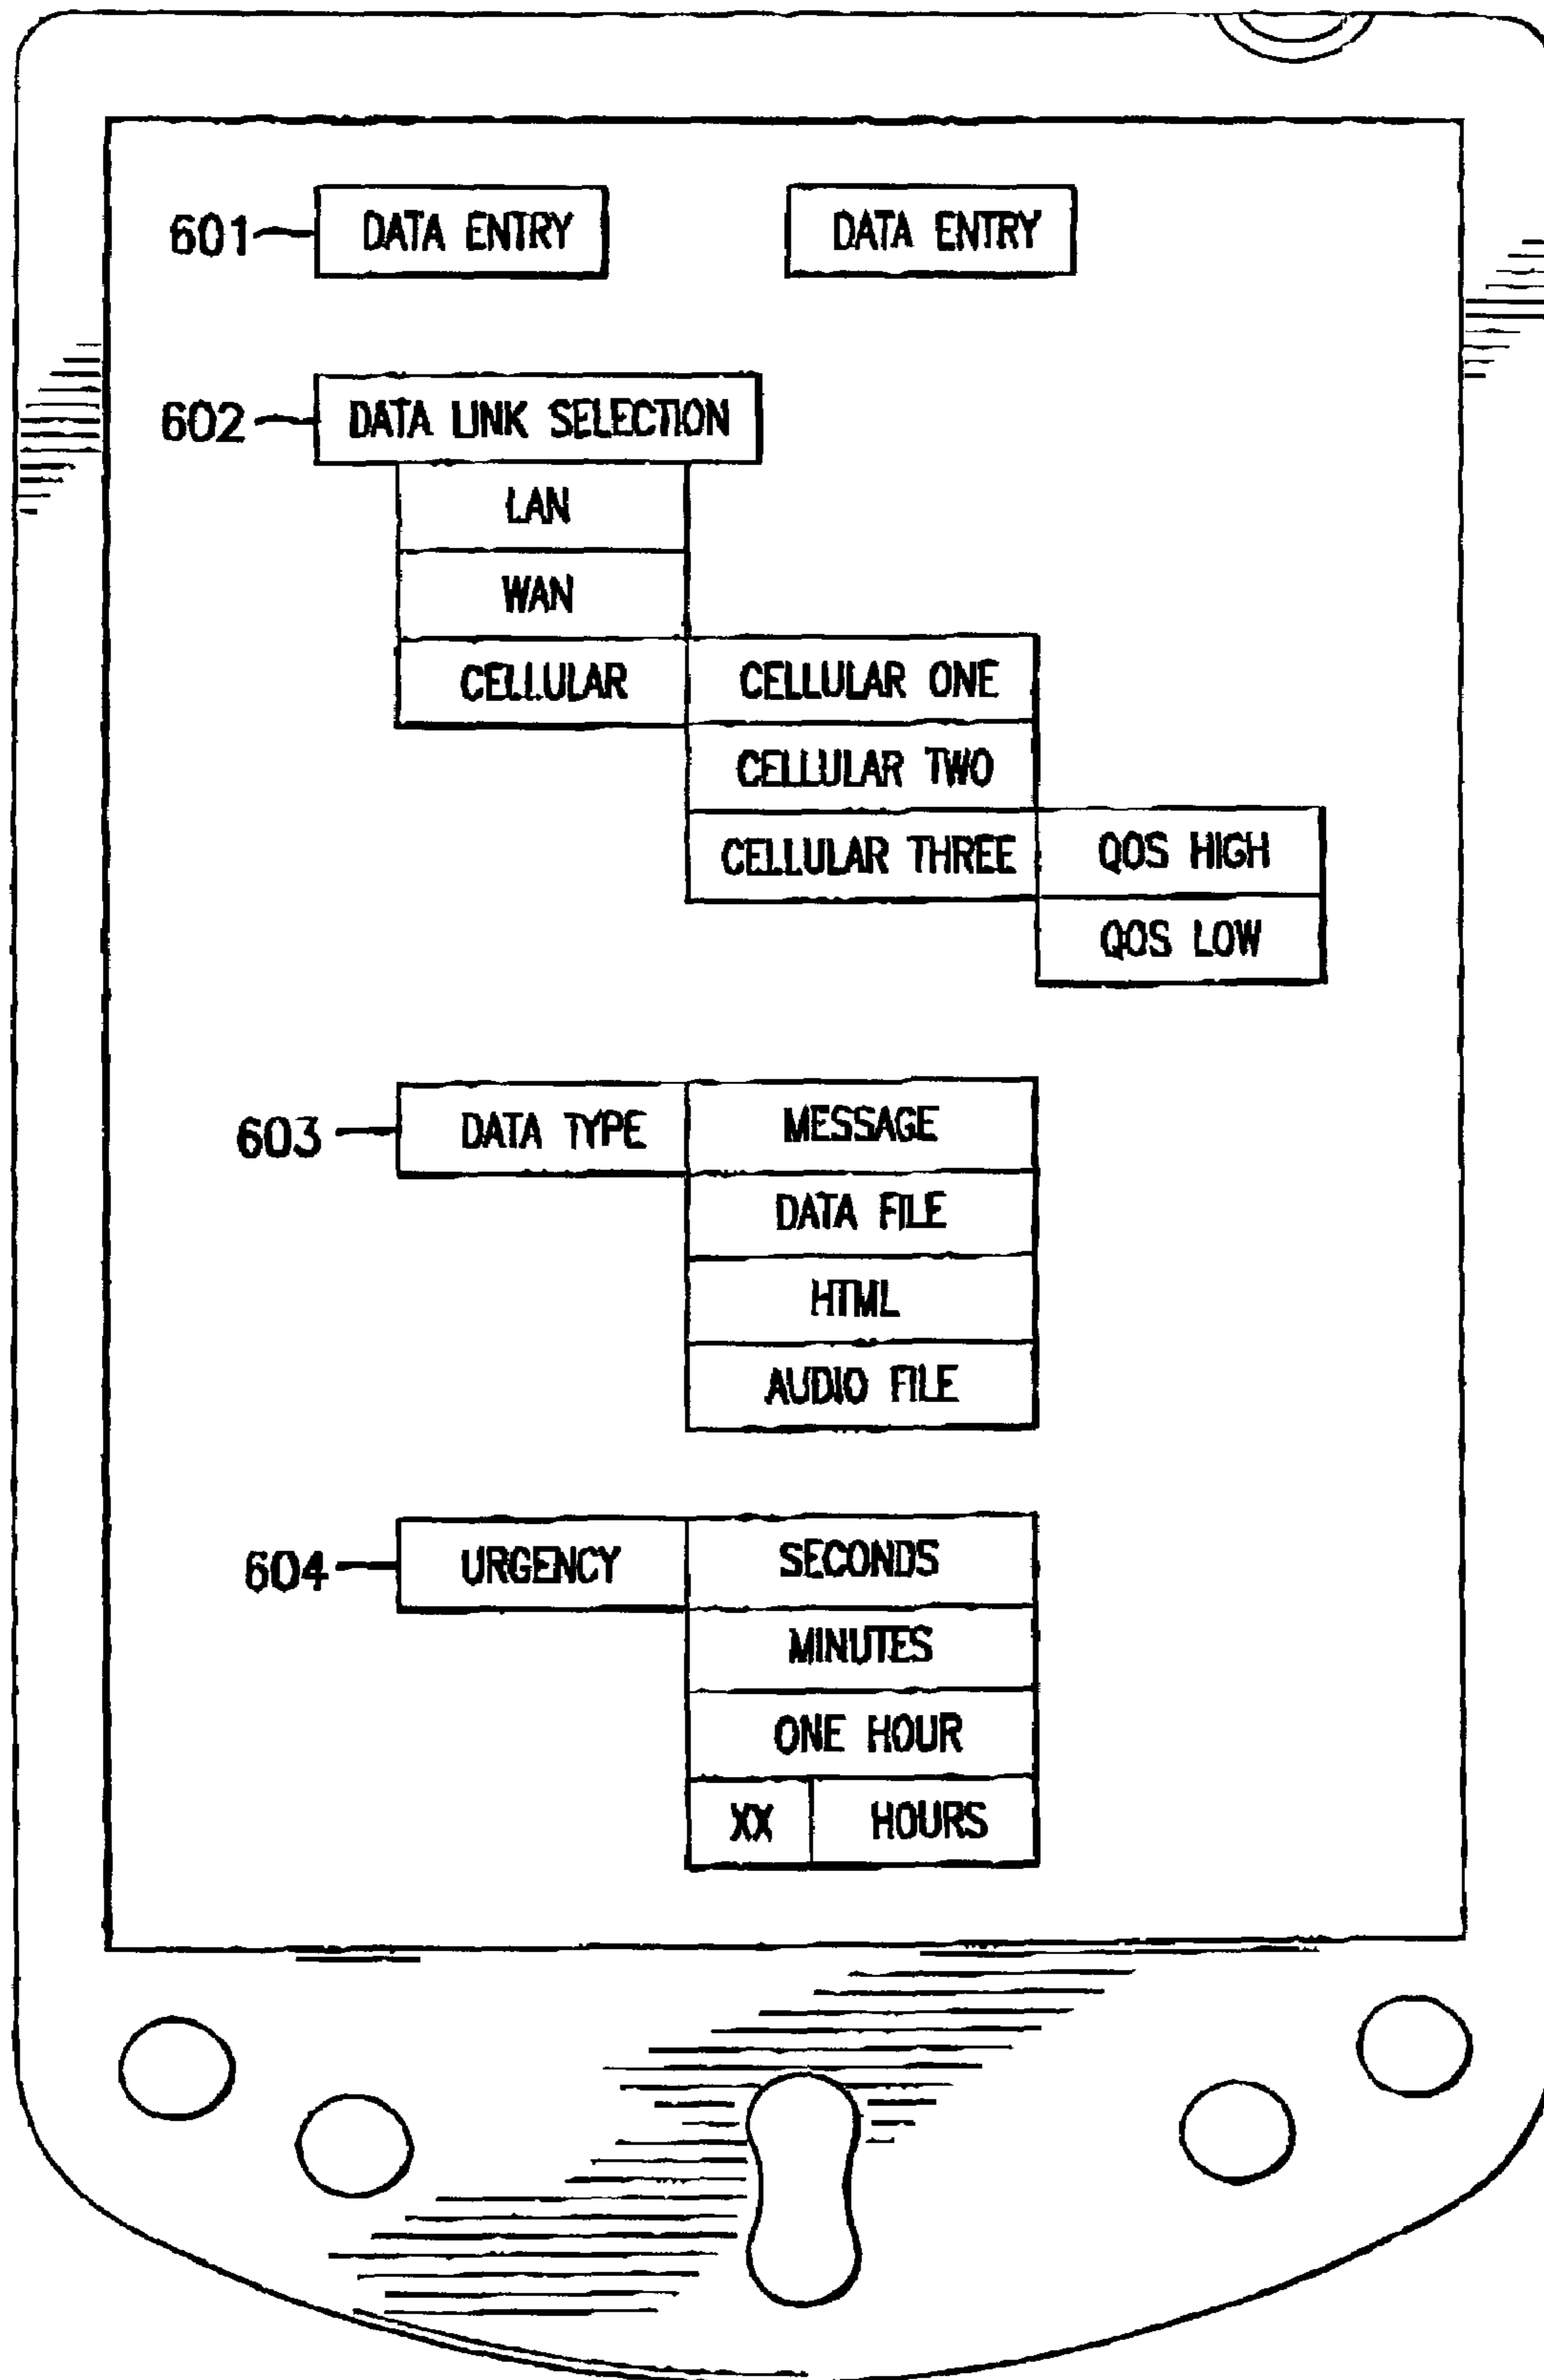 601 DATA ENTRY DATA ENTRY
602 DATA LINK SELECTION
LAN
WAN
CELLULAR CELLULAR ONE
CELLULAR TWO
CELLULAR THREE QOS HIGH
QOS LOW
603 DATA TYPE MESSAGE
DATA FILE
HTML
AUDIO FILE
604 URGENCY SECONDS
MINUTES
ONE HOUR
XX HOURS